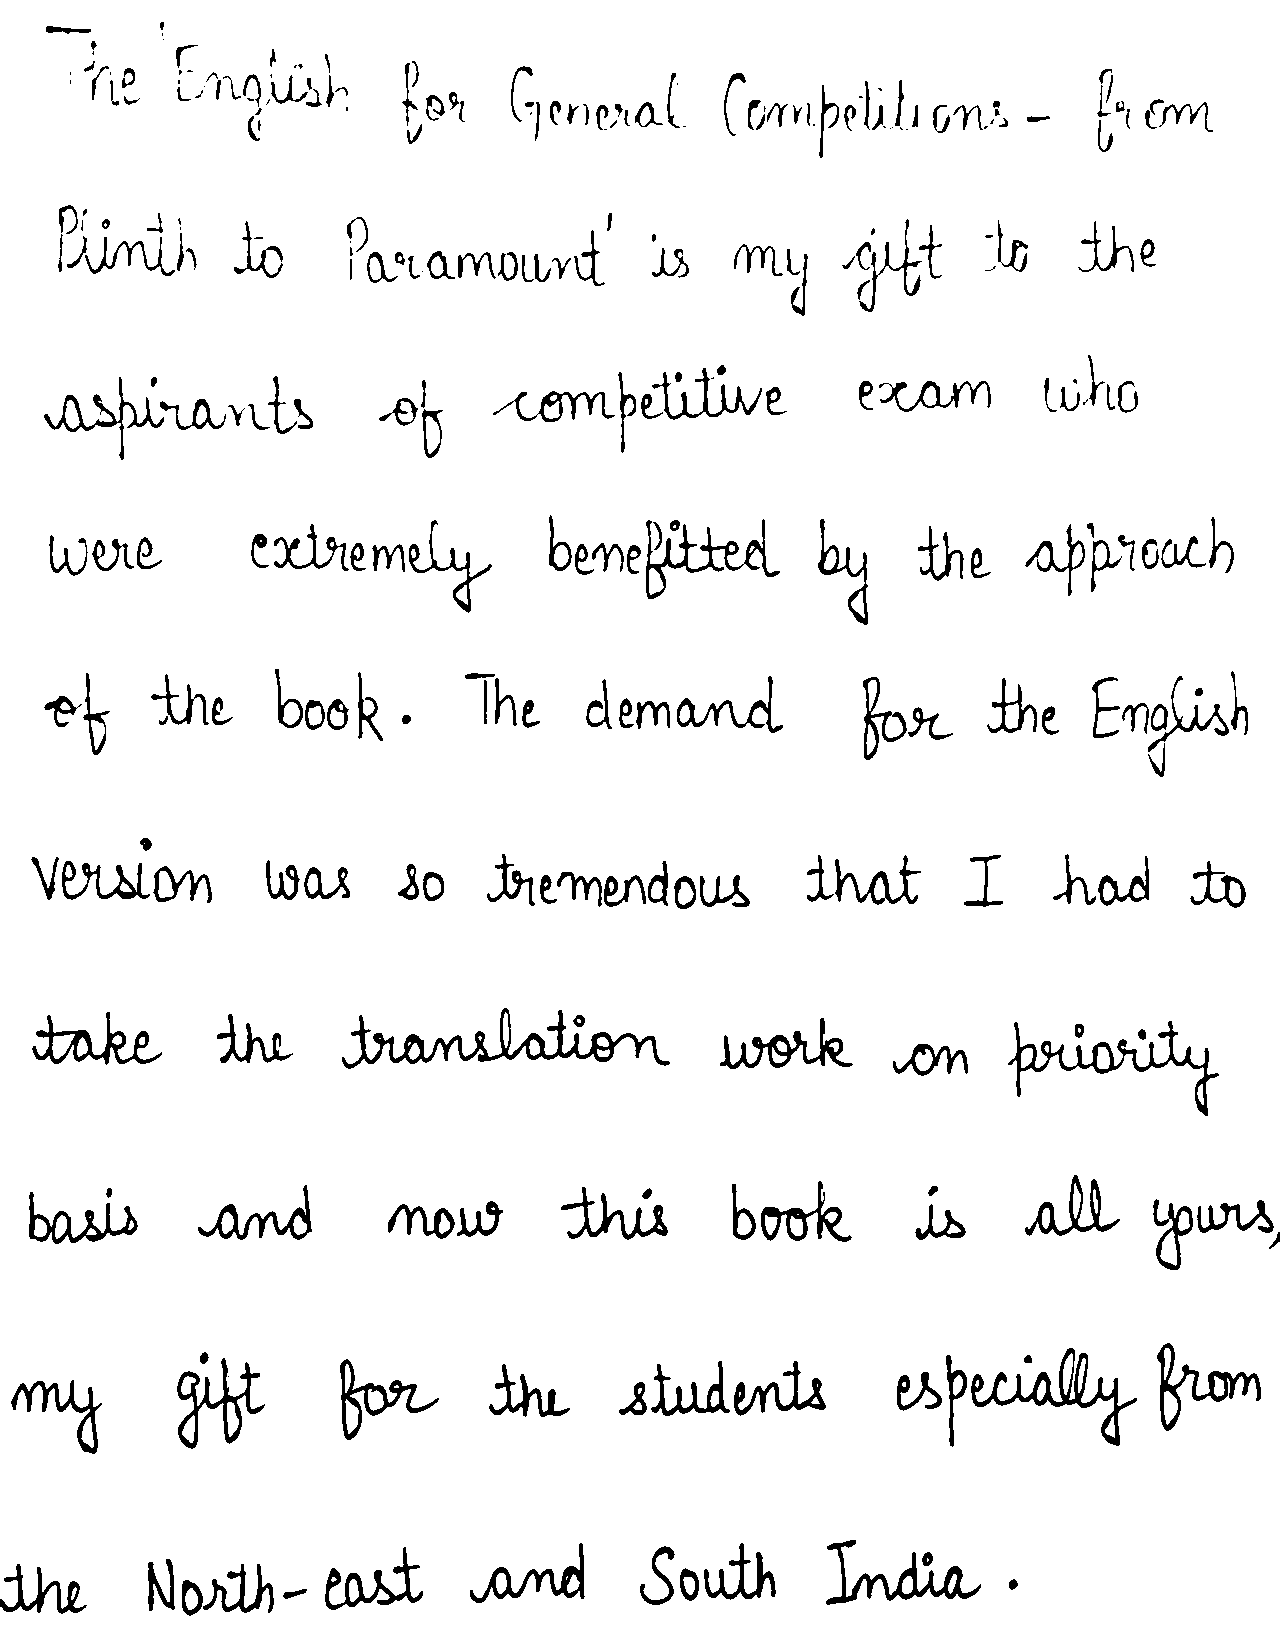 The 'English for General Competitions - from
Plinth to Paramount' is my gift to the
aspirants of competitive exam who
were extremely benefitted by the approach
of the book. The demand for the English
version was so tremendous that I had to
take the translation work on priority
basis and now this book is all yours,
my gift for the students especially from
the North-east and South India.